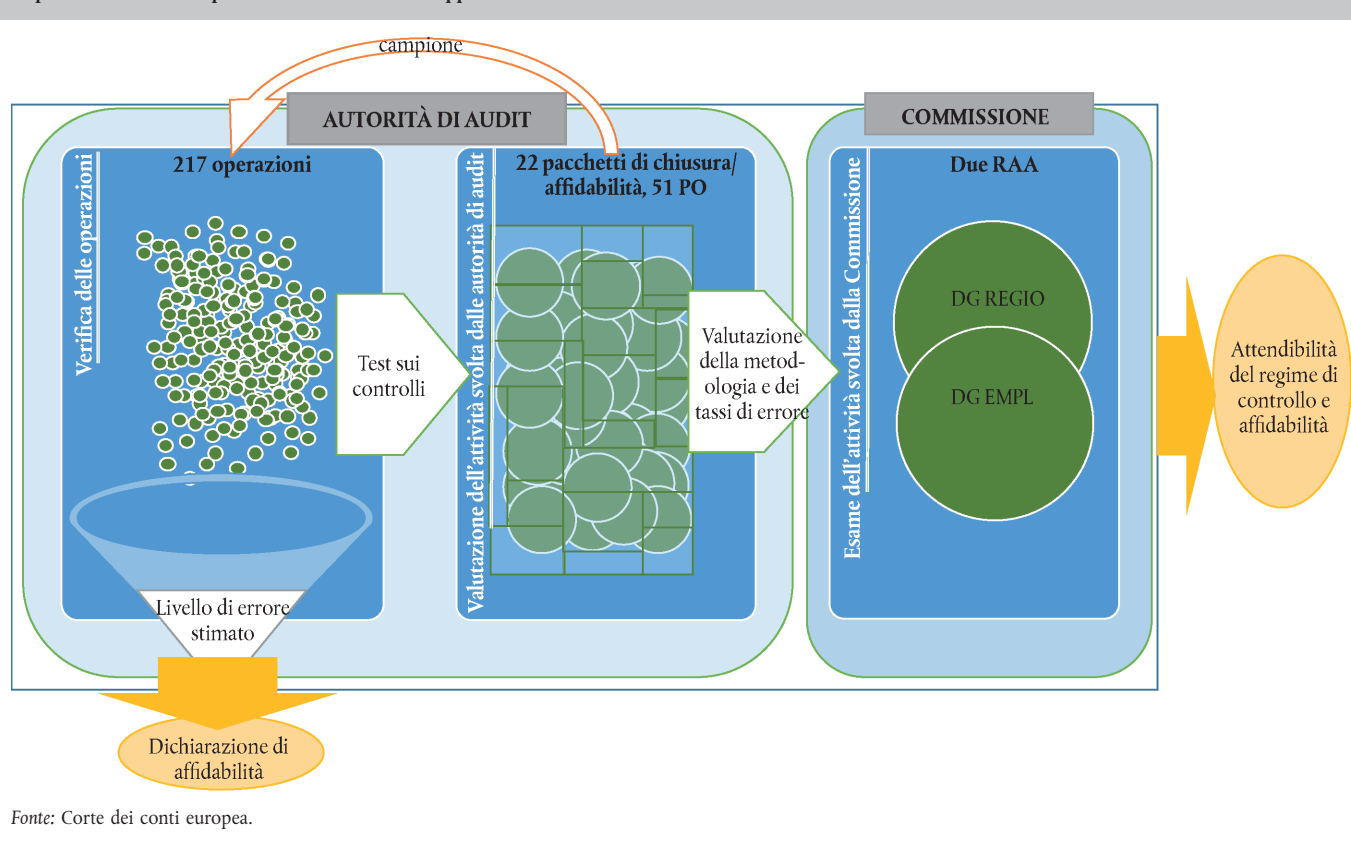 campione
AUTORITÀ DI AUDIT
COMMISSIONE
Verifica delle operazioni
217 operazioni
Test sui
controlli
Livello di errore
stimato
Dichiarazione di
affidabilità
Valutazione dell'attività svolta dalle autorità di audit
22 pacchetti di chiusura/
affidabilità, 51 PO
Valutazione
della metod-
ologia e dei
tassi di errore
Esame dell'attività svolta dalla Commissione
Due RAA
DG REGIO
DG EMPL
Attendibilità
del regime di
controllo e
affidabilità
Fonte: Corte dei conti europea.